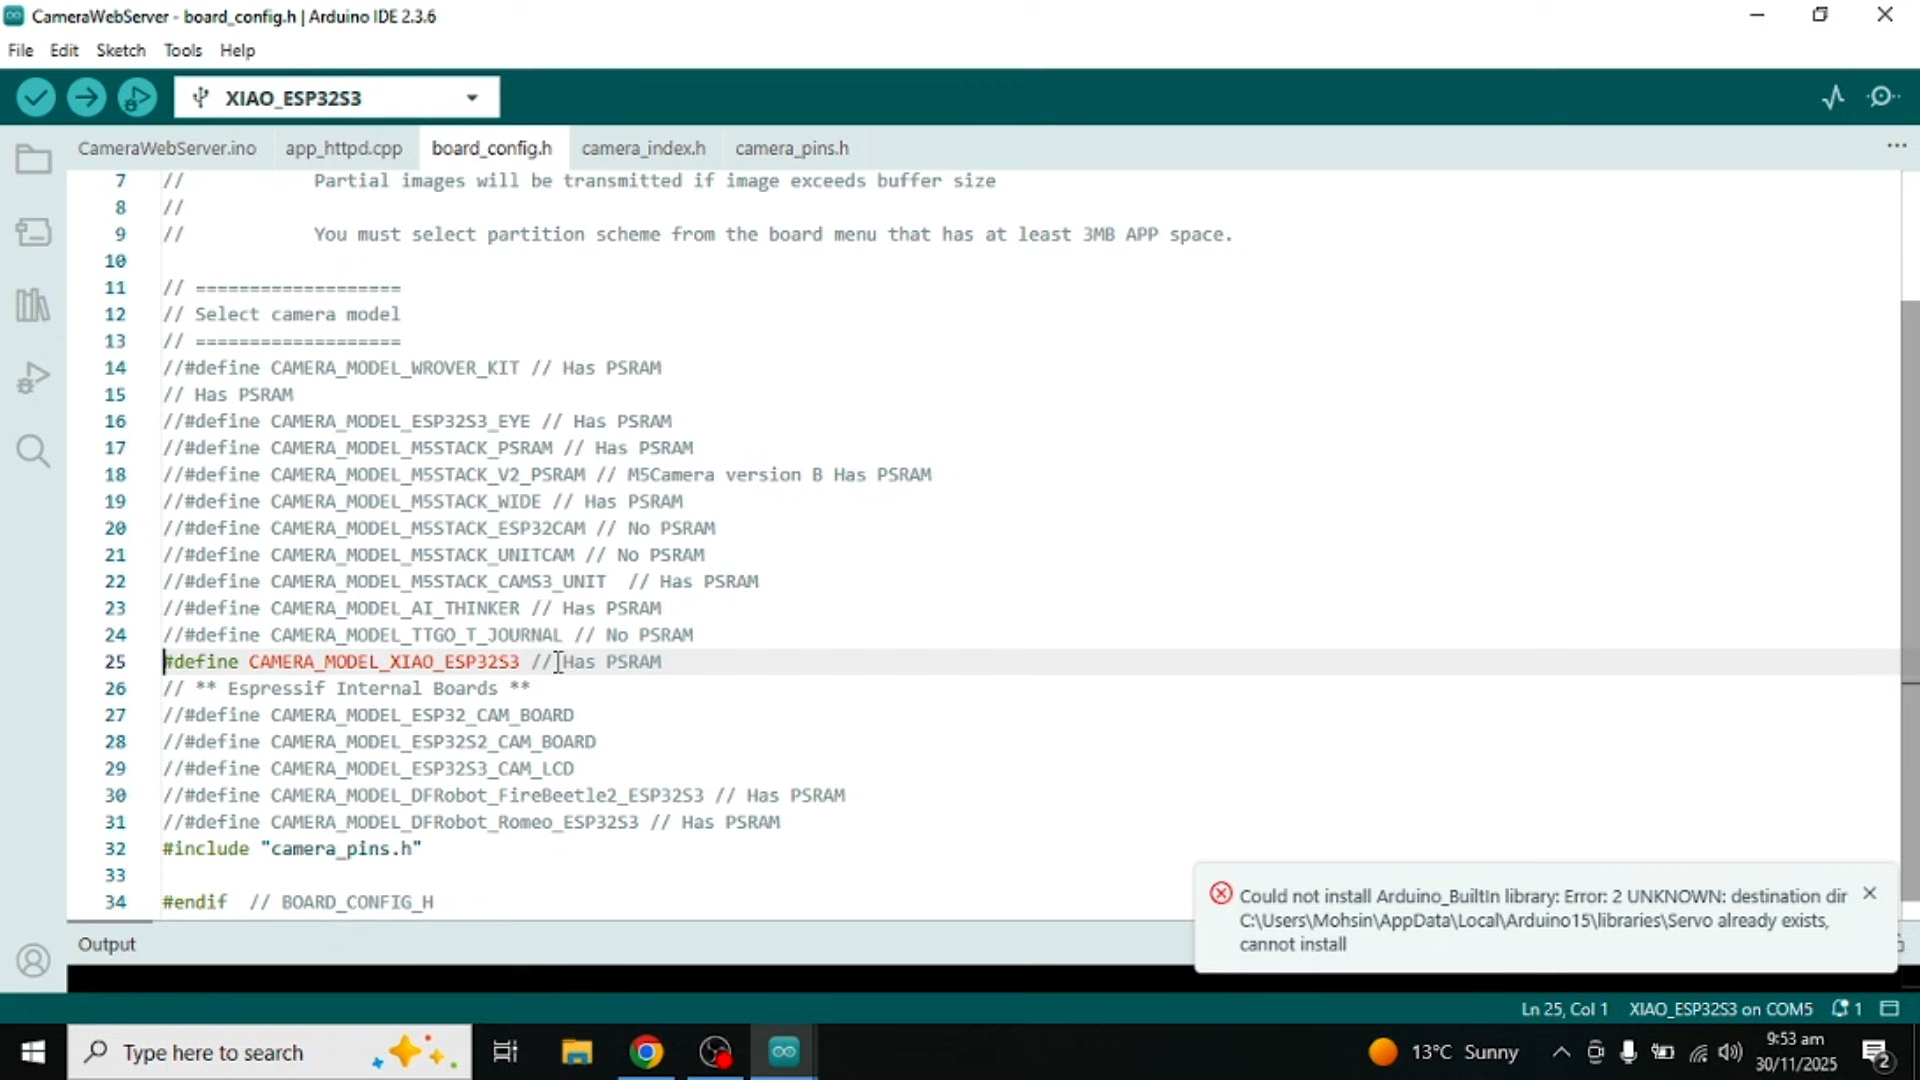 CameraWebServer - board_config.h | Arduino IDE 2.3.6
File Edit Sketch Tools Help
XIAO_ESP32S3
CameraWebServer.ino app_httpd.cpp board_config.h camera_index.h camera_pins.h ...
7 // Partial images will be transmitted if image exceeds buffer size
8 //
9 // You must select partition scheme from the board menu that has at least 3MB APP space.
10
11 // ===================
12 // Select camera model
13 // ===================
14 //#define CAMERA_MODEL_WROVER_KIT // Has PSRAM
15 // Has PSRAM
16 //#define CAMERA_MODEL_ESP32S3_EYE // Has PSRAM
17 //#define CAMERA_MODEL_M5STACK_PSRAM // Has PSRAM
18 //#define CAMERA_MODEL_M5STACK_V2_PSRAM // M5Camera version B Has PSRAM
19 //#define CAMERA_MODEL_M5STACK_WIDE // Has PSRAM
20 //#define CAMERA_MODEL_M5STACK_ESP32CAM // No PSRAM
21 //#define CAMERA_MODEL_M5STACK_UNITCAM // No PSRAM
22 //#define CAMERA_MODEL_M5STACK_CAMS3_UNIT  // Has PSRAM
23 //#define CAMERA_MODEL_AI_THINKER // Has PSRAM
24 //#define CAMERA_MODEL_TTGO_T_JOURNAL // No PSRAM
25 #define CAMERA_MODEL_XIAO_ESP32S3 // Has PSRAM
26 // ** Espressif Internal Boards **
27 //#define CAMERA_MODEL_ESP32_CAM_BOARD
28 //#define CAMERA_MODEL_ESP32S2_CAM_BOARD
29 //#define CAMERA_MODEL_ESP32S3_CAM_LCD
30 //#define CAMERA_MODEL_DFRobot_FireBeetle2_ESP32S3 // Has PSRAM
31 //#define CAMERA_MODEL_DFRobot_Romeo_ESP32S3 // Has PSRAM
32 #include "camera_pins.h"
33
34 #endif  // BOARD_CONFIG_H
Could not install Arduino_BuiltIn library: Error: 2 UNKNOWN: destination dir
C:\Users\Mohsin\AppData\Local\Arduino15\libraries\Servo already exists,
cannot install
Output
Ln 25, Col 1 XIAO_ESP32S3 on COM5 1
Type here to search
13°C Sunny
9:53 am
30/11/2025
2